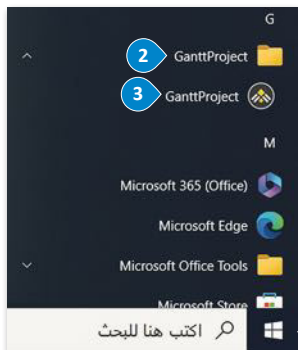 G
2 GanttProject
3 GanttProject
M
Microsoft 365 (Office)
Microsoft Edge
Microsoft Office Tools
Microsoft Store
اكتب هنا للبحث